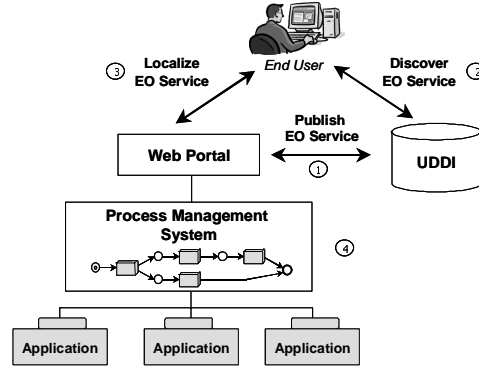 3
Localize
EO Service
End User
Discover
EO Service
2
Publish
EO Service
1
Web Portal
UDDI
Process Management
System
4
Application
Application
Application